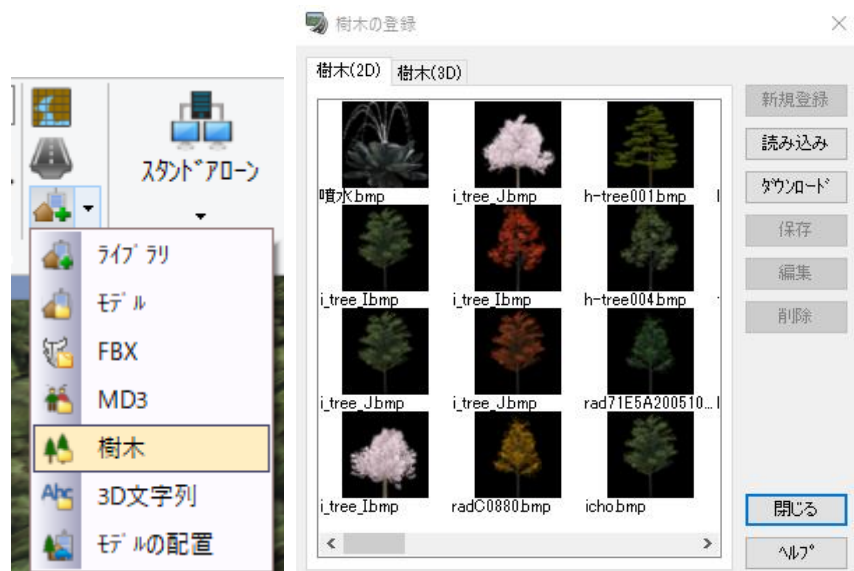 スタンドアローン
ライブラリ
モデル
FBX
MD3
樹木
3D文字列
モデルの配置
樹木の登録
樹木(2D) 樹木(3D)
噴水.bmp i_tree_J.bmp h-tree001.bmp
i_tree_I.bmp i_tree_I.bmp h-tree004.bmp
i_tree_J.bmp i_tree_J.bmp rad71E5A200510...
i_tree_I.bmp radC0880.bmp icho.bmp
新規登録
読み込み
ダウンロード
保存
編集
削除
閉じる
ヘルプ
Abc